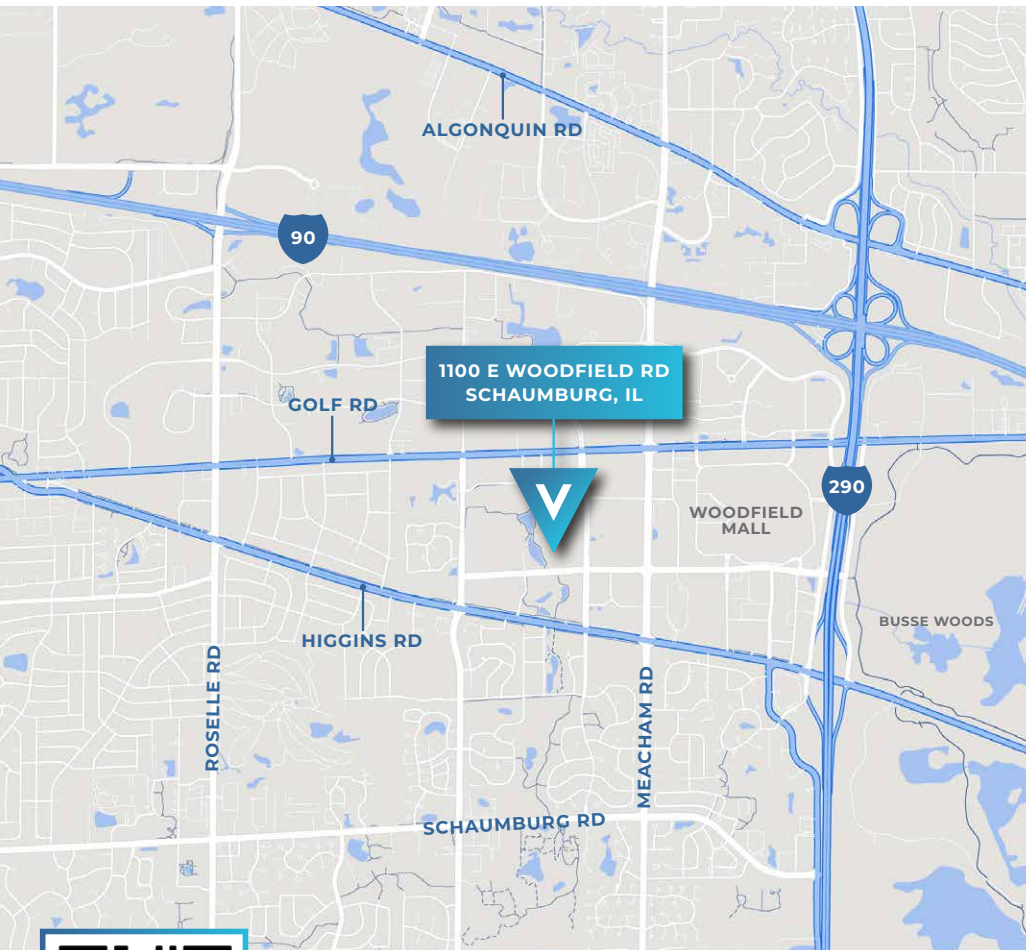 ALGONQUIN RD
90
1100 E WOODFIELD RD
SCHAUMBURG, IL
GOLF RD
V
290
WOODFIELD
MALL
BUSSE WOODS
HIGGINS RD
ROSELLE RD
MEACHAM RD
SCHAUMBURG RD